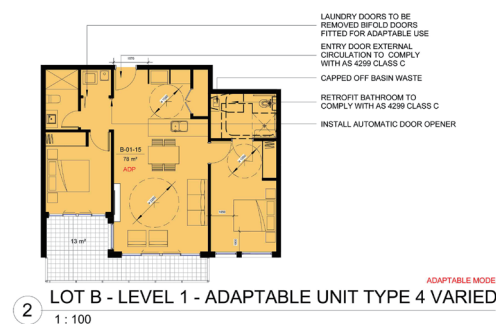 LAUNDRY DOORS TO BE
REMOVED BIFOLD DOORS
FITTED FOR ADAPTABLE USE
ENTRY DOOR EXTERNAL
CIRCULATION TO COMPLY
WITH AS 4299 CLASS C
CAPPED OFF BASIN WASTE
RETROFIT BATHROOM TO
COMPLY WITH AS 4299 CLASS C
INSTALL AUTOMATIC DOOR OPENER
B-01-15
78 m²
ADP
13 m²
ADAPTABLE MODE
2
LOT B - LEVEL 1 - ADAPTABLE UNIT TYPE 4 VARIED
1 : 100